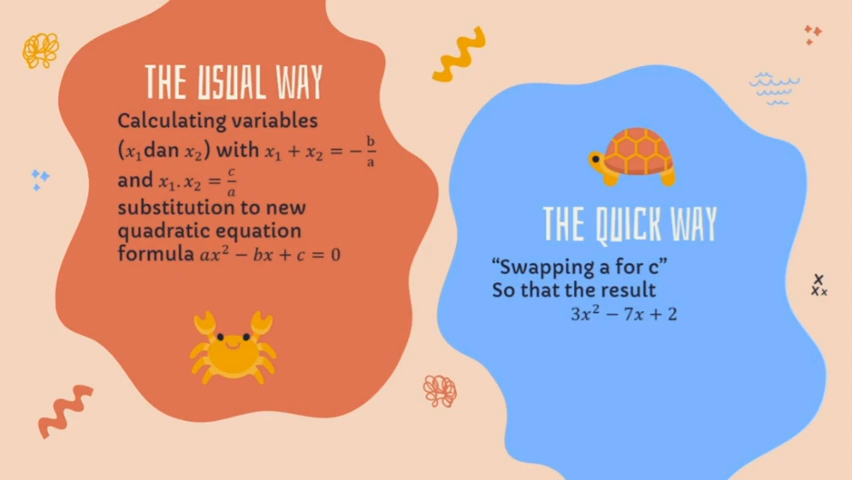 THE USUAL WAY
Calculating variables
(x₁dan x₂) with x₁ + x₂ = − b/a
and x₁. x₂ = c/a
substitution to new
quadratic equation
formula ax² − bx + c = 0
THE QUICK WAY
“Swapping a for c”
So that the result
3x² − 7x + 2
x
x x